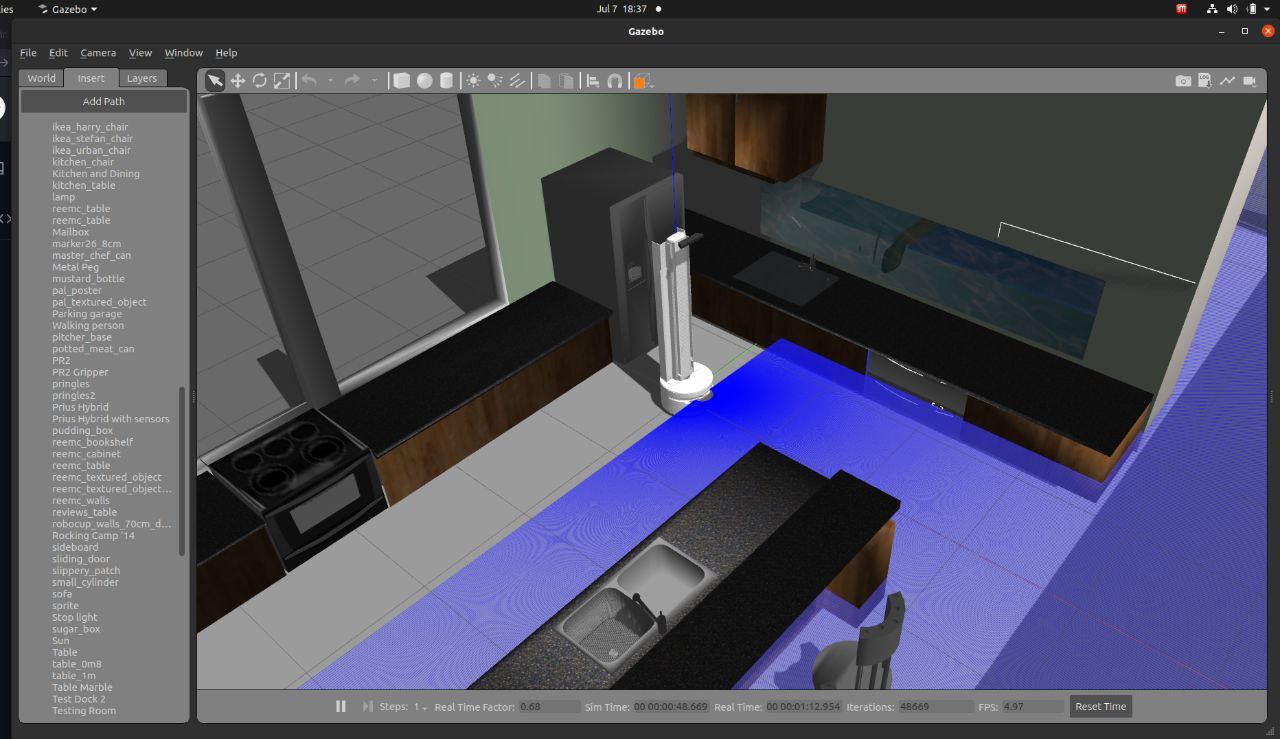 ies
Gazebo
Jul 7 18:37
Gazebo
File Edit Camera View Window Help
World Insert Layers
Add Path
ikea_harry_chair
ikea_stefan_chair
ikea_urban_chair
kitchen_chair
Kitchen and Dining
kitchen_table
lamp
reemc_table
reemc_table
Mailbox
marker26_8cm
master_chef_can
Metal Peg
mustard_bottle
pal_poster
pal_textured_object
Parking garage
Walking person
pitcher_base
potted_meat_can
PR2
PR2 Gripper
pringles
pringles2
Prius Hybrid
Prius Hybrid with sensors
pudding_box
reemc_bookshelf
reemc_cabinet
reemc_table
reemc_textured_object
reemc_textured_object...
reemc_walls
reviews_table
robocup_walls_70cm_d...
Rocking Camp '14
sideboard
sliding_door
slippery_patch
small_cylinder
sofa
sprite
Stop light
sugar_box
Sun
Table
table_0m8
table_1m
Table Marble
Test Dock 2
Testing Room
LOG
Steps: 1 Real Time Factor: 0.68 Sim Time: 00 00:00:48.669 Real Time: 00 00:01:12.954 Iterations: 48669 FPS: 4.97 Reset Time